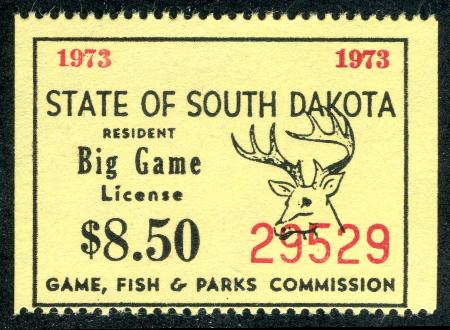 1973 1973
STATE OF SOUTH DAKOTA
RESIDENT
Big Game
License
$8.50 29529
GAME, FISH & PARKS COMMISSION